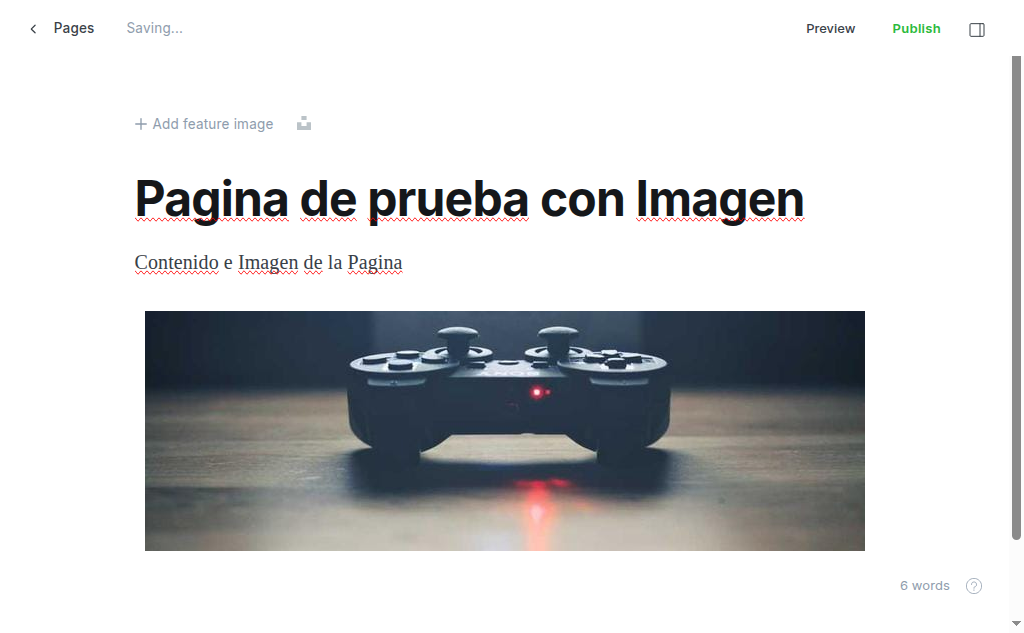 Pages
Saving...
Preview
Publish
Add feature image
Pagina de prueba con Imagen
Contenido e Imagen de la Pagina
6 words
?